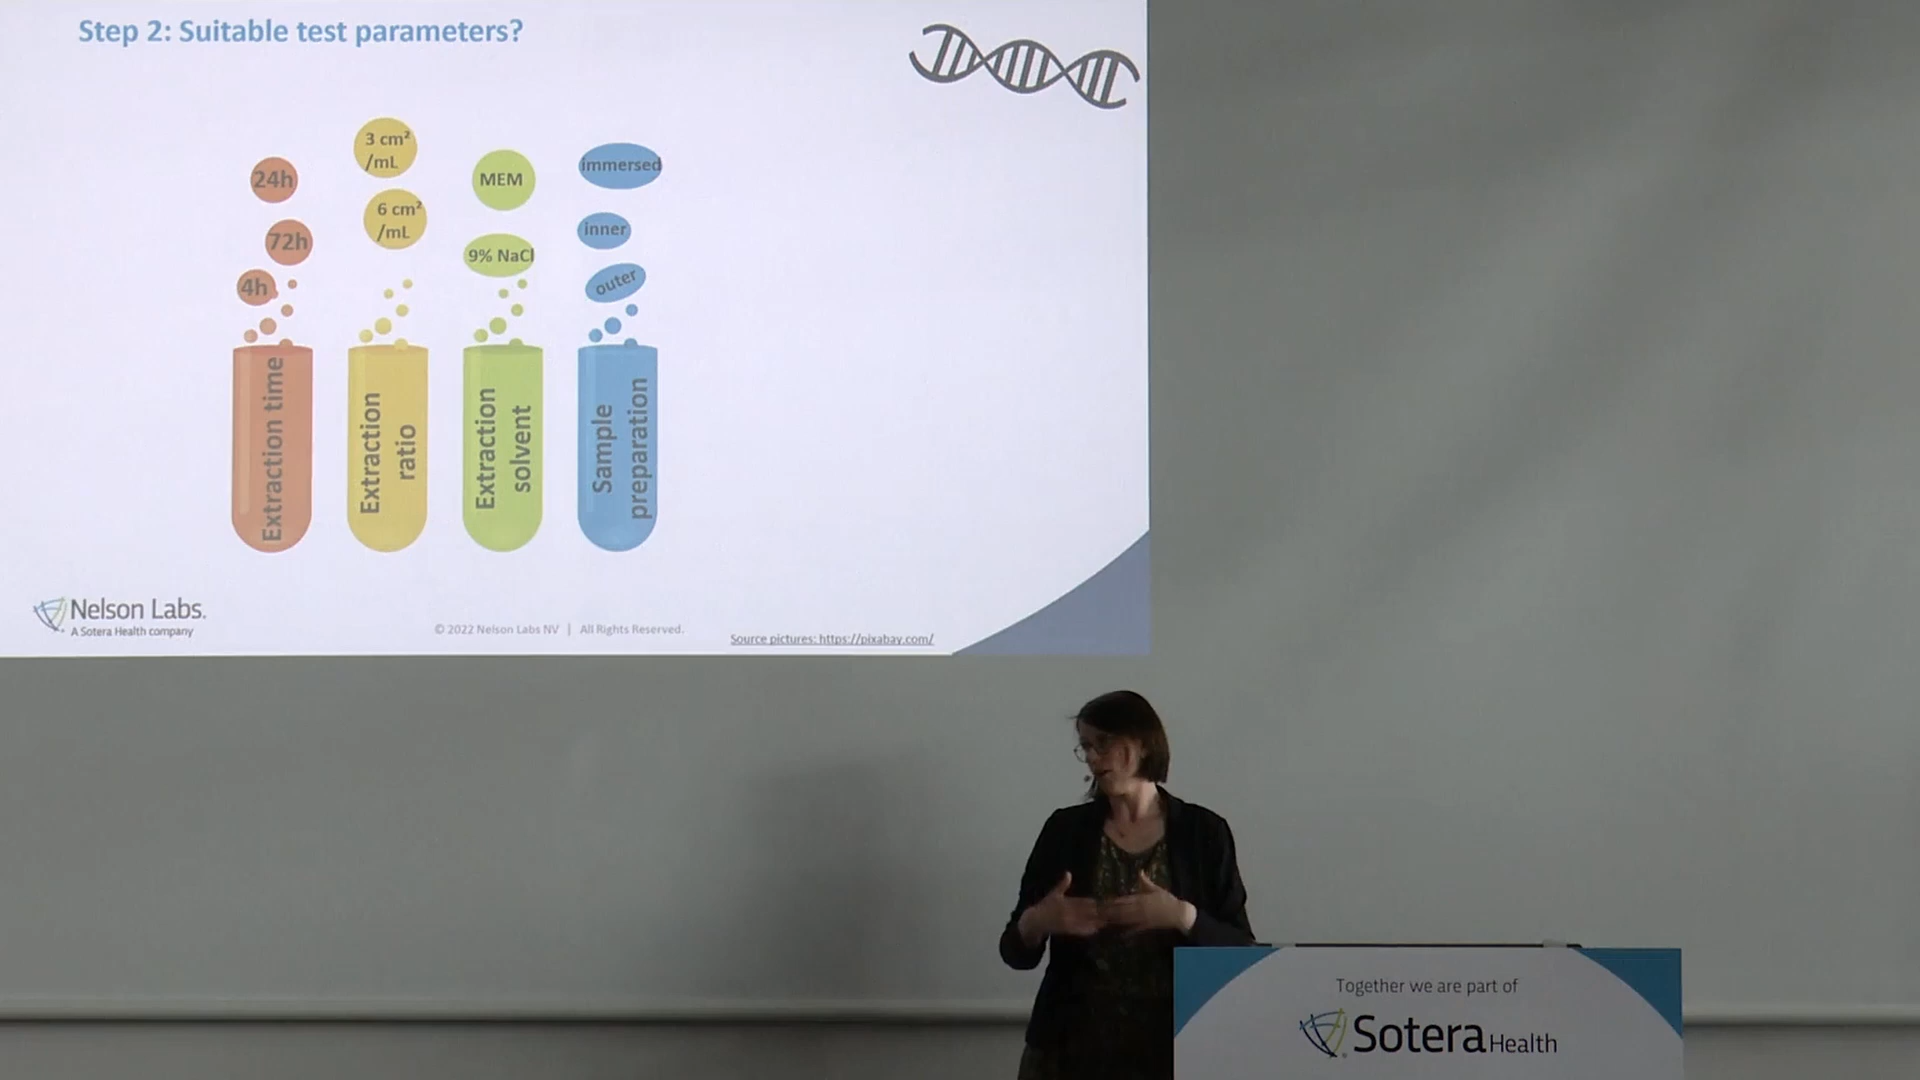 Step 2: Suitable test parameters?
24h
72h
4h
Extraction time
3 cm²
/mL
6 cm²
/mL
Extraction
ratio
MEM
9% NaCl
Extraction
solvent
immersed
inner
outer
Sample
preparation
Nelson Labs.
A Sotera Health company
© 2022 Nelson Labs NV | All Rights Reserved.
Source pictures: https://pixabay.com/
Together we are part of
Sotera Health